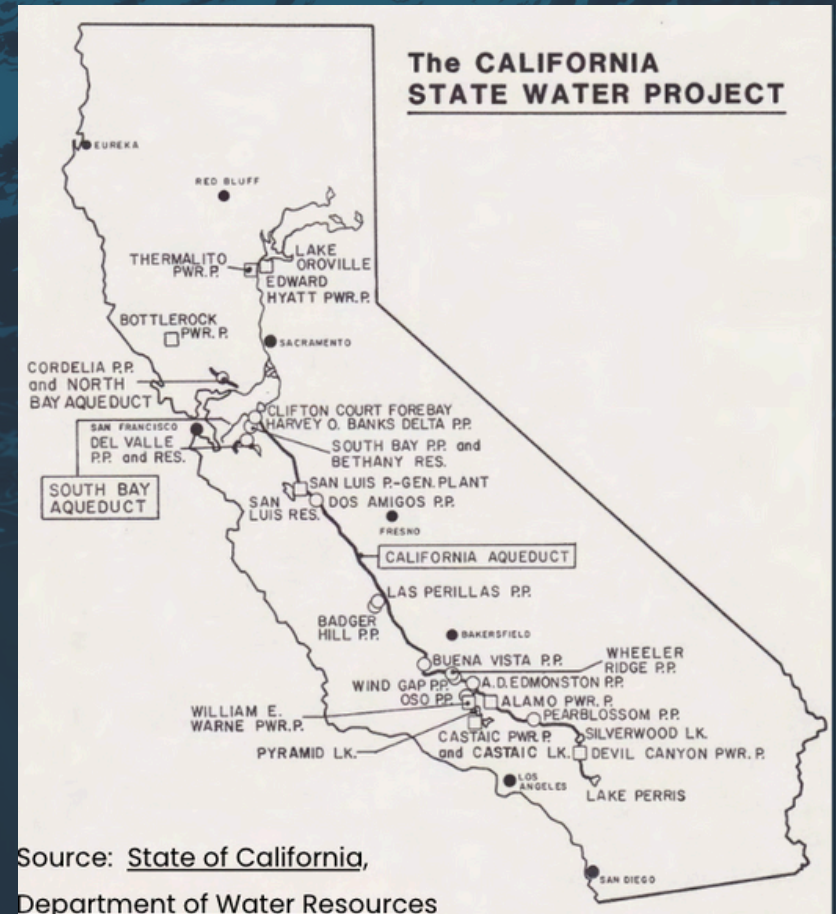 The CALIFORNIA
STATE WATER PROJECT
EUREKA
RED BLUFF
THERMALITO
PWR.P.
LAKE
OROVILLE
EDWARD
HYATT PWR.P.
BOTTLEROCK
PWR.P.
SACRAMENTO
CORDELIA P.P.
and NORTH
BAY AQUEDUCT
CLIFTON COURT FOREBAY
HARVEY O. BANKS DELTA P.P.
SAN FRANCISCO
DEL VALLE
P.P. and RES.
SOUTH BAY P.P. and
BETHANY RES.
SOUTH BAY
AQUEDUCT
SAN LUIS P.-GEN. PLANT
SAN
LUIS RES.
DOS AMIGOS P.P.
FRESNO
CALIFORNIA AQUEDUCT
LAS PERILLAS P.P.
BADGER
HILL P.P.
BAKERSFIELD
BUENA VISTA P.P.
WHEELER
RIDGE P.P.
WIND GAP P.P.
A.D. EDMONSTON P.P.
OSO P.P.
ALAMO PWR. P.
WILLIAM E.
WARNE PWR.P.
PEARBLOSSOM P.P.
PYRAMID LK.
CASTAIC PWR.P.
and CASTAIC LK.
SILVERWOOD LK.
DEVIL CANYON PWR. P.
LOS
ANGELES
LAKE PERRIS
SAN DIEGO
Source: State of California,
Department of Water Resources